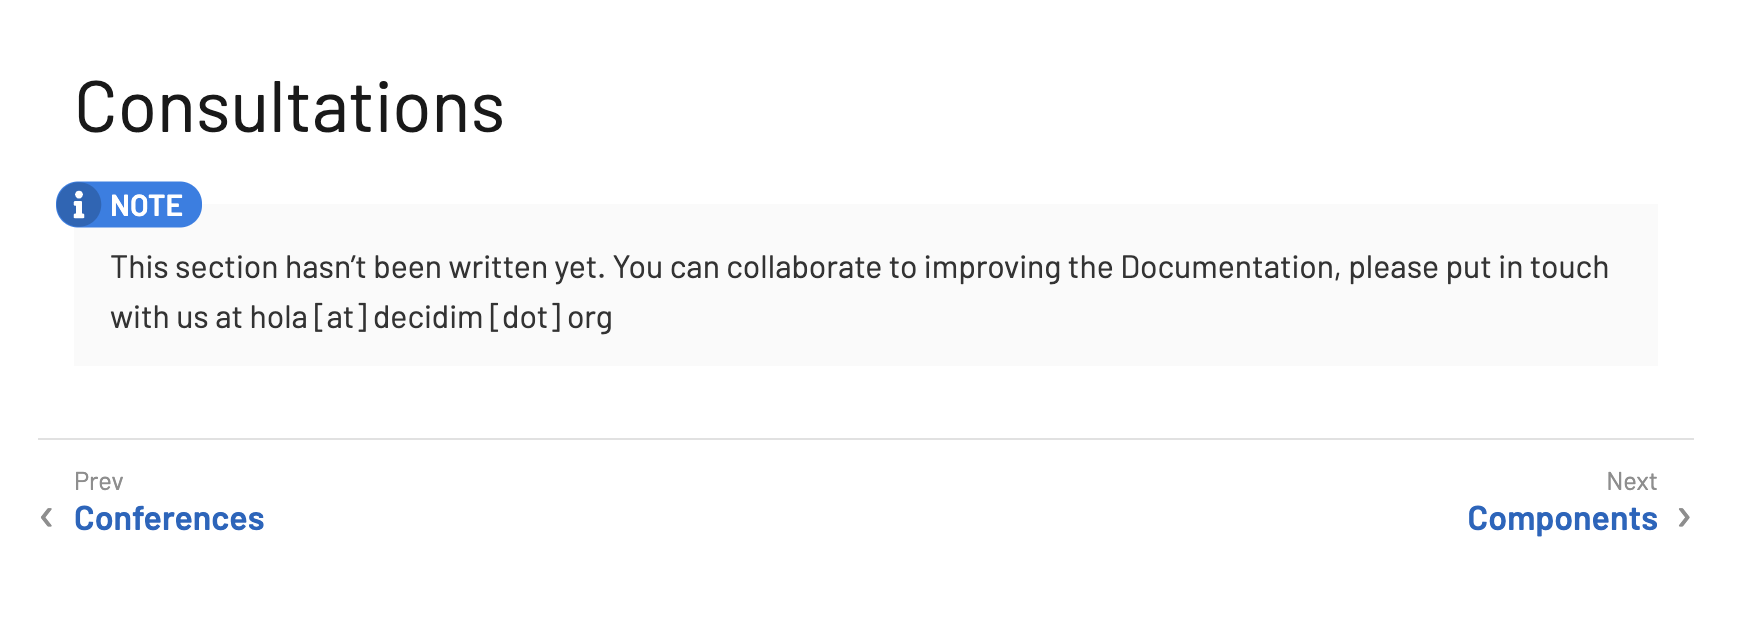 Consultations
NOTE
This section hasn’t been written yet. You can collaborate to improving the Documentation, please put in touch
with us at hola [at] decidim [dot] org
Prev
Next
‹ Conferences
Components ›